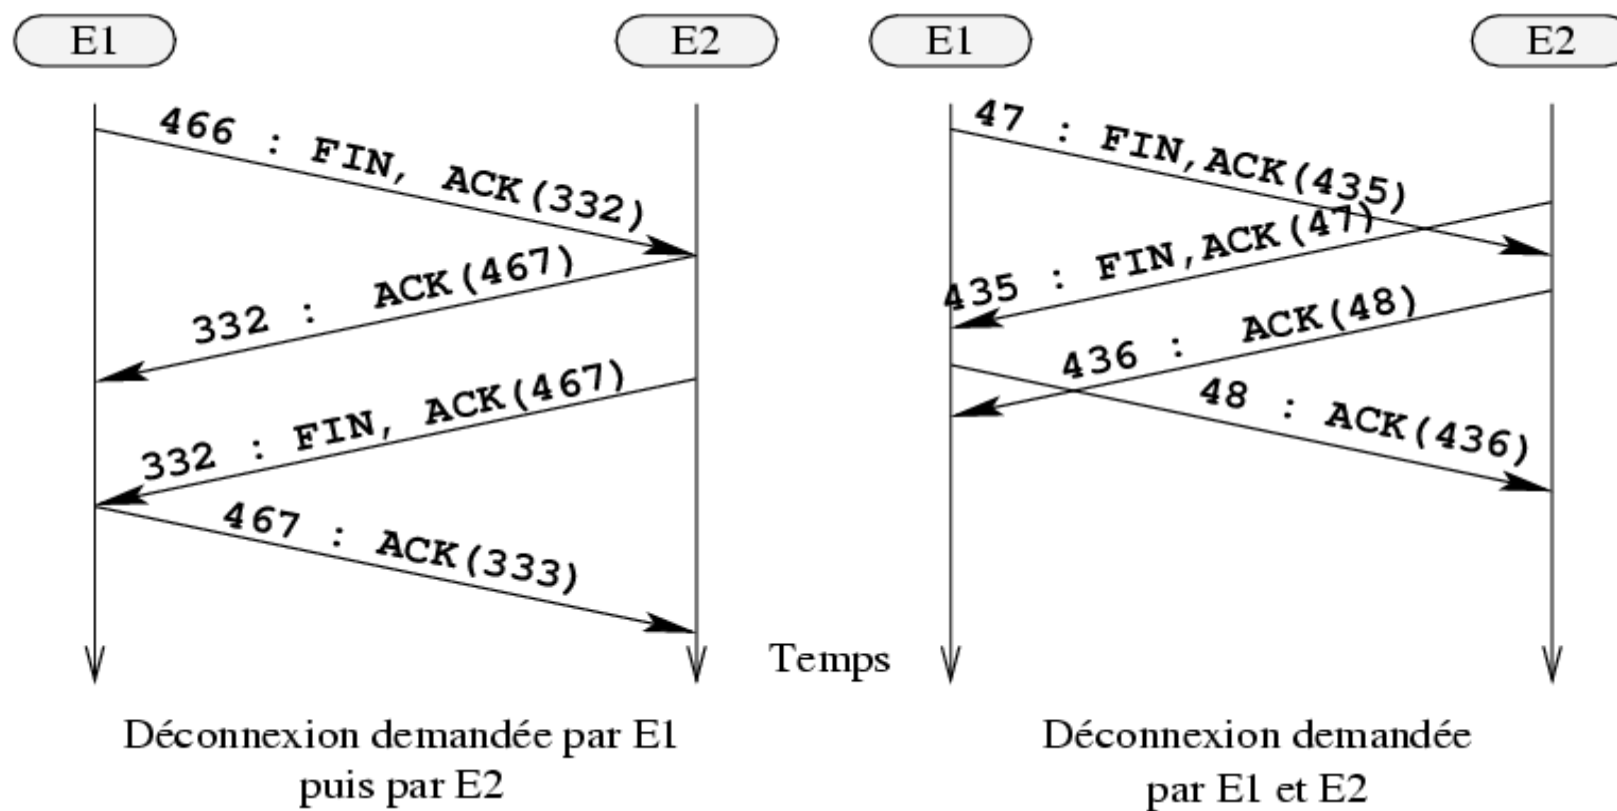 E1
E2
466 : FIN, ACK(332)
332 : ACK(467)
332 : FIN, ACK(467)
467 : ACK(333)
Déconnexion demandée par E1
puis par E2
Temps
E1
E2
47 : FIN,ACK(435)
435 : FIN,ACK(47)
436 : ACK(48)
48 : ACK(436)
Déconnexion demandée
par E1 et E2